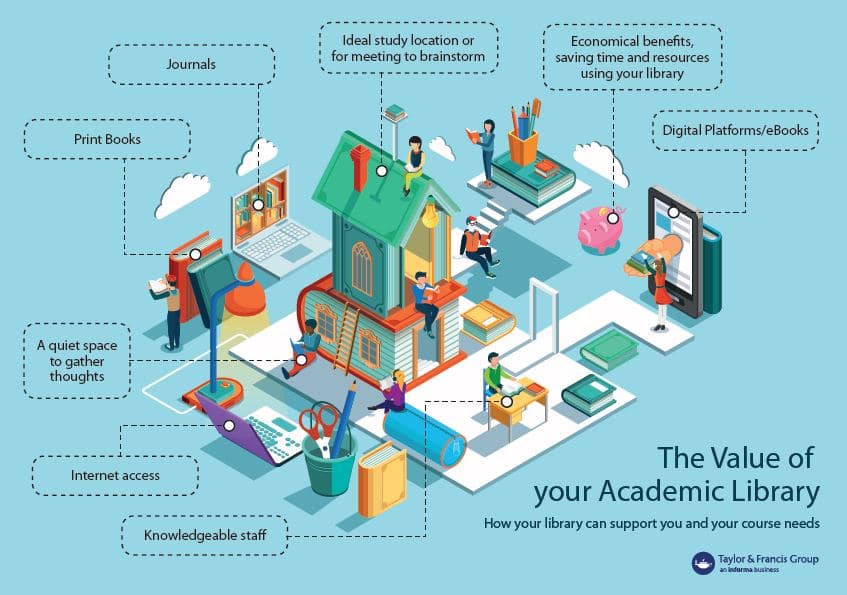 Ideal study location or
for meeting to brainstorm
Economical benefits,
saving time and resources
using your library
Journals
Print Books
Digital Platforms/eBooks
A quiet space
to gather
thoughts
Internet access
Knowledgeable staff
The Value of
your Academic Library
How your library can support you and your course needs
Taylor & Francis Group
an informa business